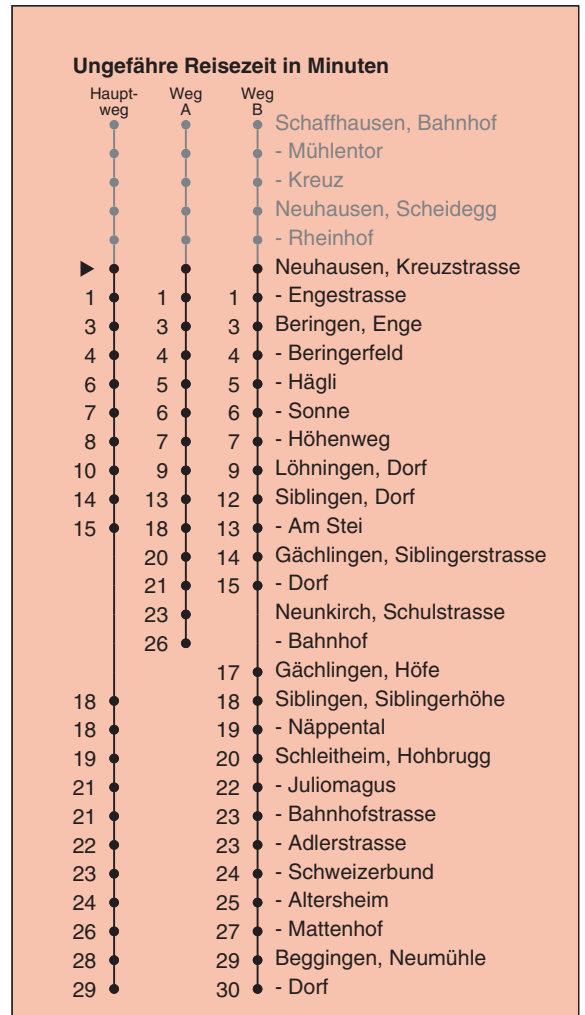 Ungefähre Reisezeit in Minuten
Haupt- Weg Weg
weg A B
Schaffhausen, Bahnhof
- Mühlentor
- Kreuz
Neuhausen, Scheidegg
- Rheinhof
Neuhausen, Kreuzstrasse
1 1 1 - Engestrasse
3 3 3 Beringen, Enge
4 4 4 - Beringerfeld
6 5 5 - Hägli
7 6 6 - Sonne
8 7 7 - Höhenweg
10 9 9 Löhningen, Dorf
14 13 12 Siblingen, Dorf
15 18 13 - Am Stei
20 14 Gächlingen, Siblingerstrasse
21 15 - Dorf
23 Neunkirch, Schulstrasse
26 - Bahnhof
17 Gächlingen, Höfe
18 18 Siblingen, Siblingerhöhe
18 19 - Näppental
19 20 Schleitheim, Hohbrugg
21 22 - Juliomagus
21 23 - Bahnhofstrasse
22 23 - Adlerstrasse
23 24 - Schweizerbund
24 25 - Altersheim
26 27 - Mattenhof
28 29 Beggingen, Neumühle
29 30 - Dorf